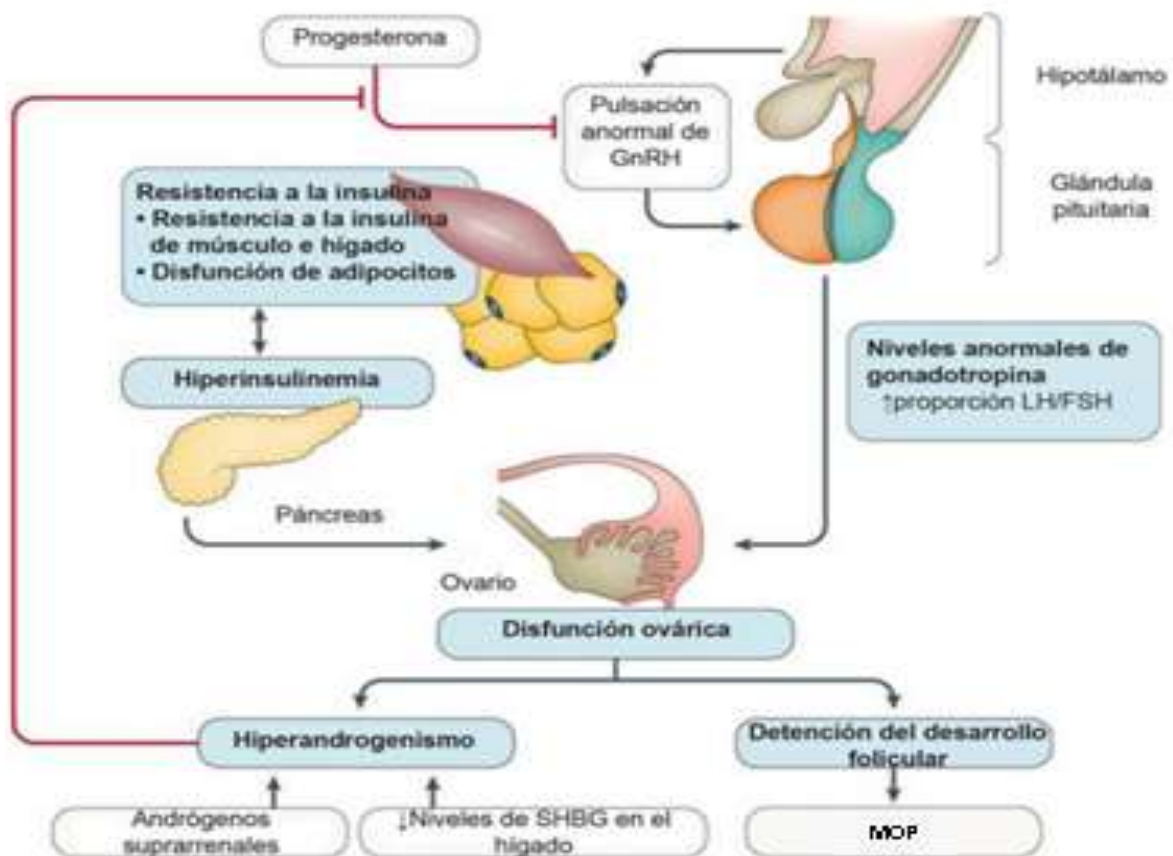 Progesterona
Hipotálamo
Pulsación
anormal de
GnRH
Glándula
pituitaria
Resistencia a la insulina
• Resistencia a la insulina
de músculo e hígado
• Disfunción de adipocitos
Niveles anormales de
gonadotropina
↑proporción LH/FSH
Hiperinsulinemia
Páncreas
Ovario
Disfunción ovárica
Hiperandrogenismo
Detención del desarrollo
folicular
Andrógenos
suprarrenales
↓Niveles de SHBG en el
hígado
MOP